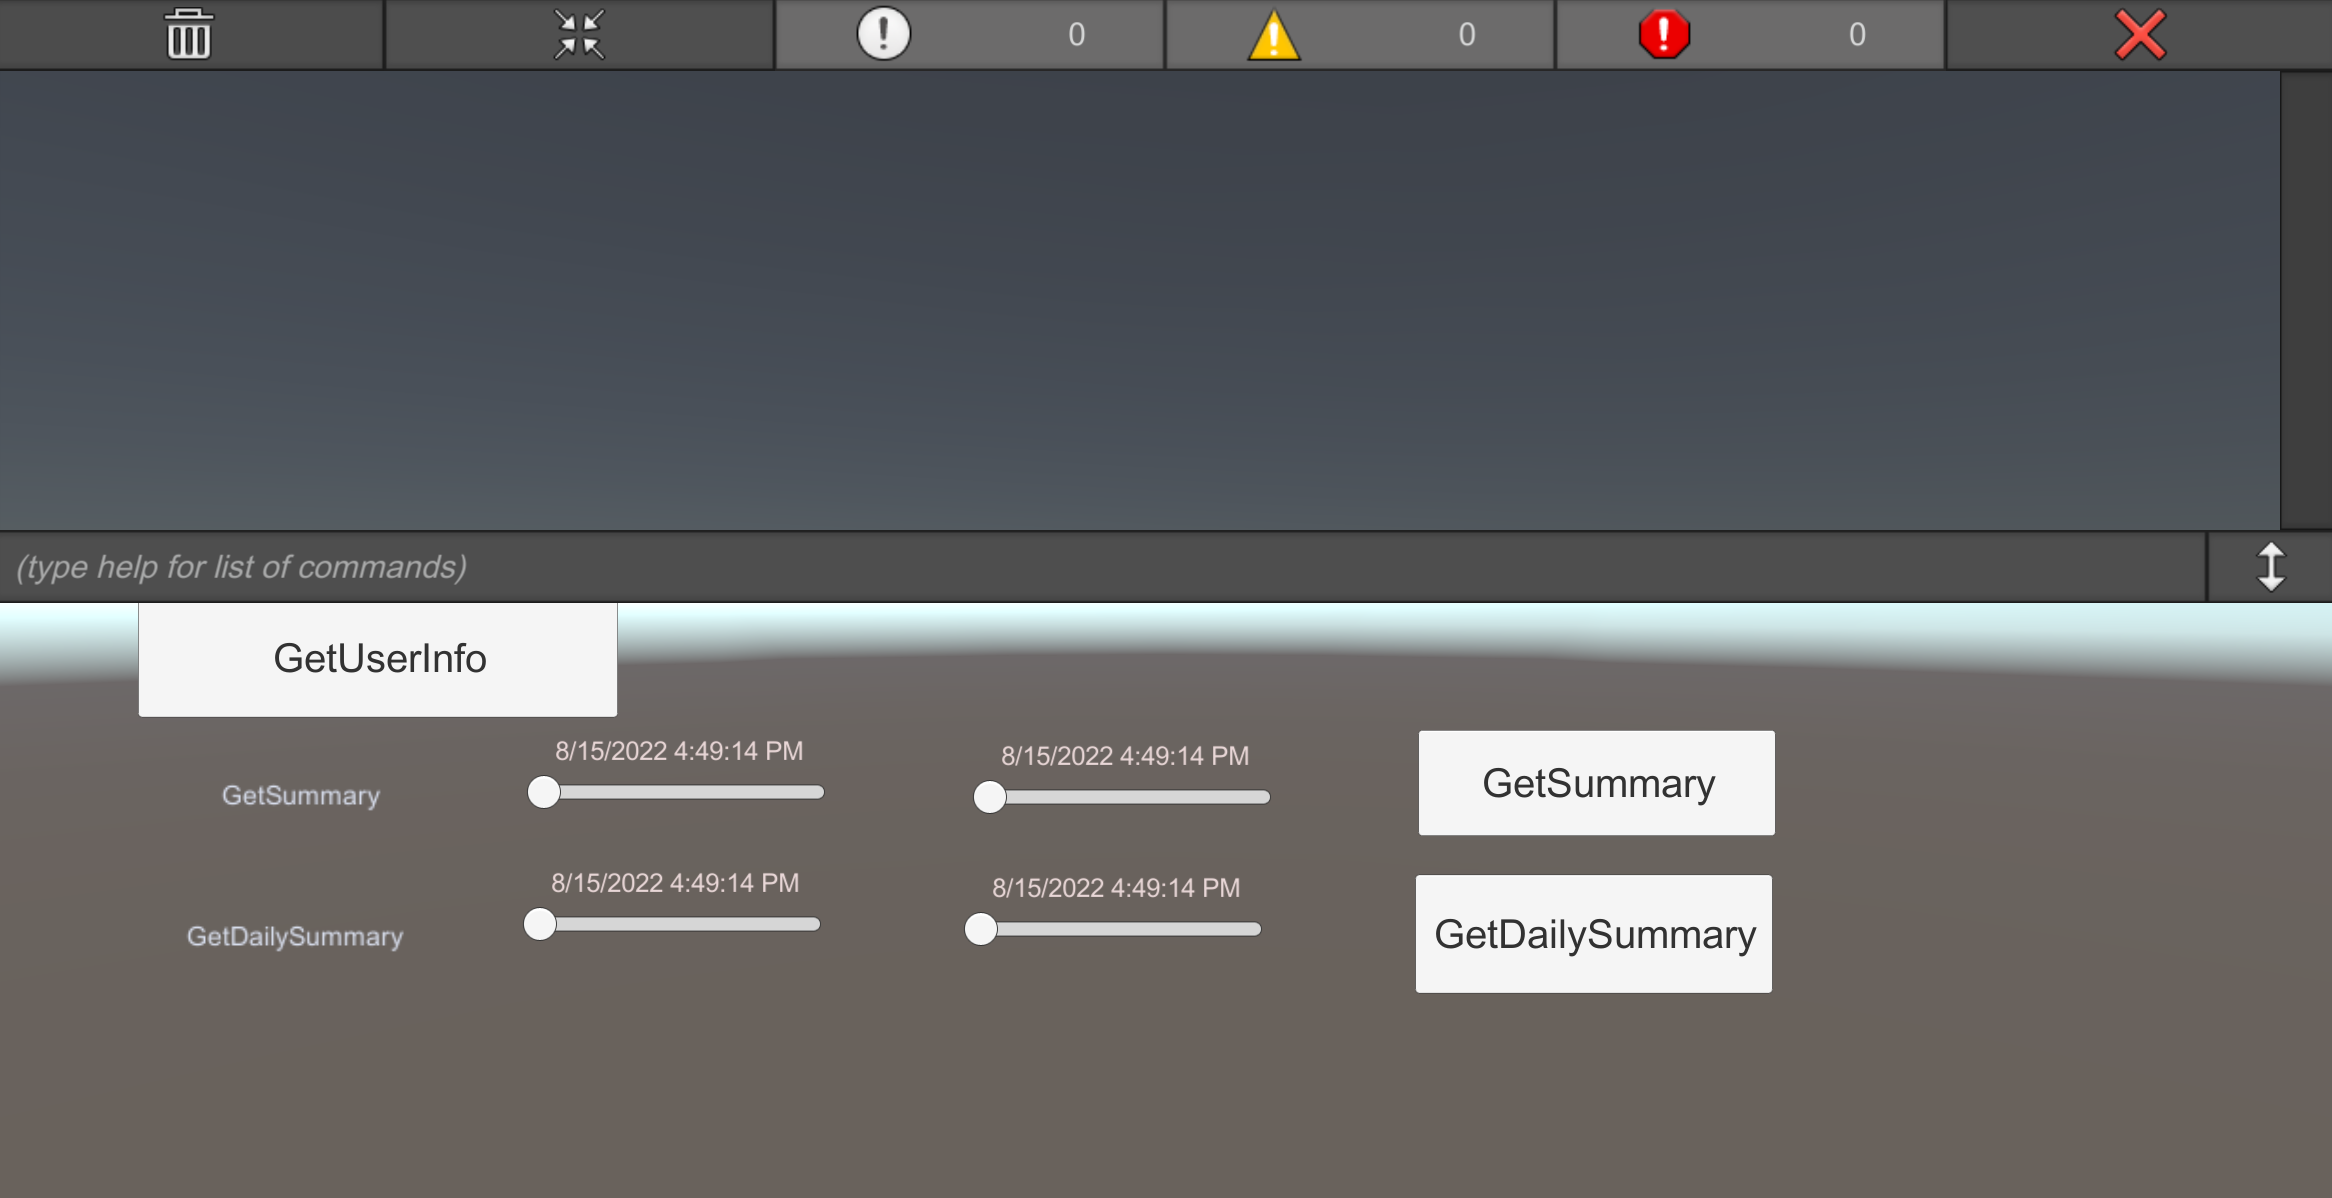 0
0
0
(type help for list of commands)
GetUserInfo
8/15/2022 4:49:14 PM
8/15/2022 4:49:14 PM
GetSummary
GetSummary
8/15/2022 4:49:14 PM
8/15/2022 4:49:14 PM
GetDailySummary
GetDailySummary